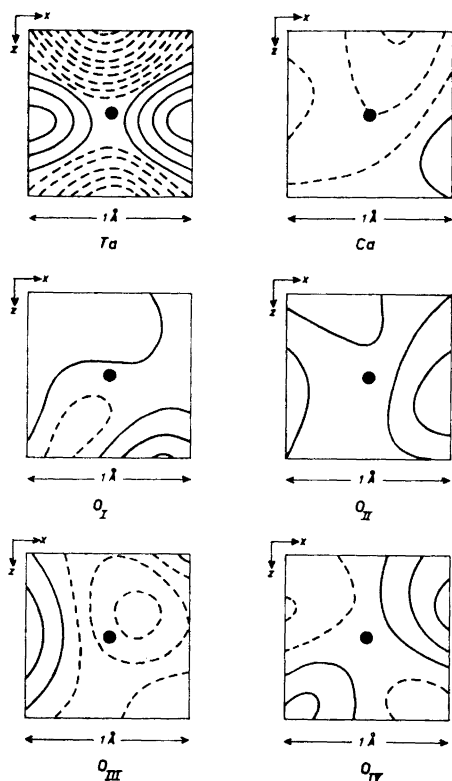 x x
z z
1 Å 1 Å
Ta Ca
x x
z z
1 Å 1 Å
O_I O_II
x x
z z
1 Å 1 Å
O_III O_IV